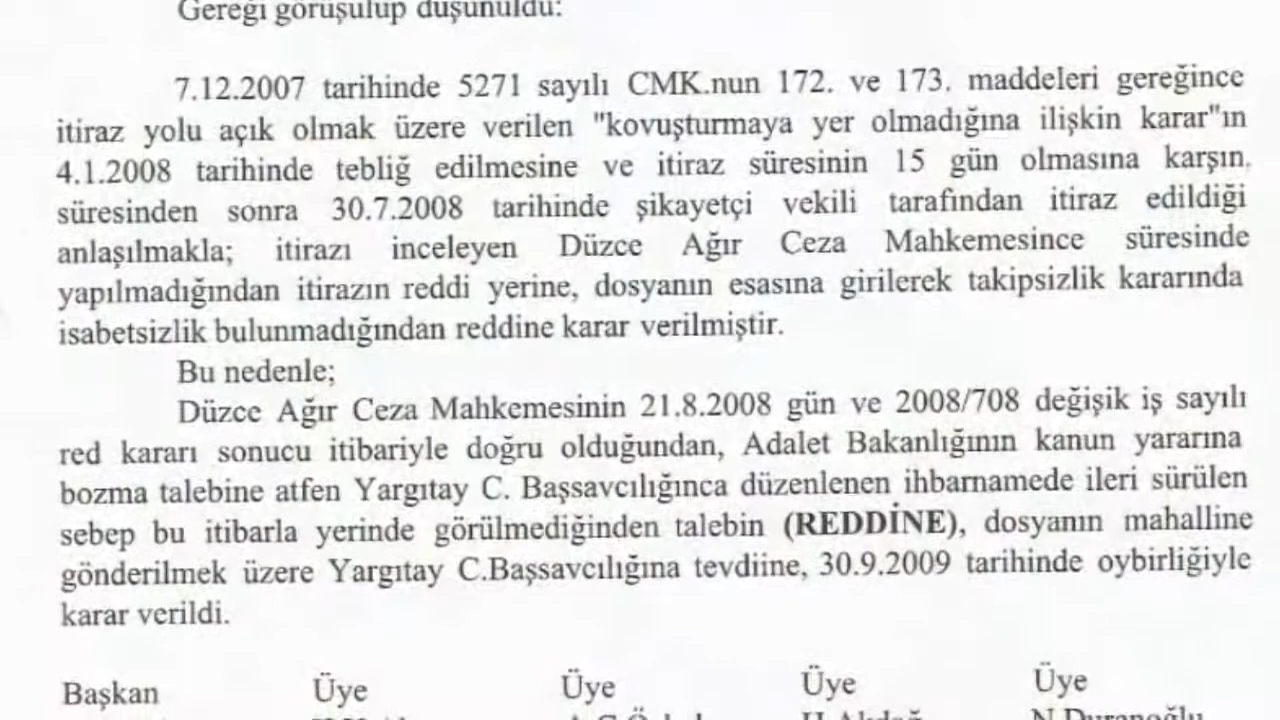 Gereği görüşülüp düşünüldü:
7.12.2007 tarihinde 5271 sayılı CMK.nun 172. ve 173. maddeleri gereğince
itiraz yolu açık olmak üzere verilen "kovuşturmaya yer olmadığına ilişkin karar"ın
4.1.2008 tarihinde tebliğ edilmesine ve itiraz süresinin 15 gün olmasına karşın,
süresinden sonra 30.7.2008 tarihinde şikayetçi vekili tarafından itiraz edildiği
anlaşılmakla; itirazı inceleyen Düzce Ağır Ceza Mahkemesince süresinde
yapılmadığından itirazın reddi yerine, dosyanın esasına girilerek takipsizlik kararında
isabetsizlik bulunmadığından reddine karar verilmiştir.
Bu nedenle;
Düzce Ağır Ceza Mahkemesinin 21.8.2008 gün ve 2008/708 değişik iş sayılı
red kararı sonucu itibariyle doğru olduğundan, Adalet Bakanlığının kanun yararına
bozma talebine atfen Yargıtay C. Başsavcılığınca düzenlenen ihbarnamede ileri sürülen
sebep bu itibarla yerinde görülmediğinden talebin (REDDİNE), dosyanın mahalline
gönderilmek üzere Yargıtay C.Başsavcılığına tevdiine, 30.9.2009 tarihinde oybirliğiyle
karar verildi.
Başkan Üye Üye Üye Üye
N.Duranoğlu